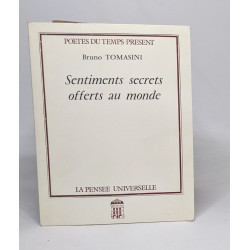 POETES DU TEMPS PRESENT
Bruno TOMASINI
Sentiments secrets
offerts au monde
LA PENSEE UNIVERSELLE